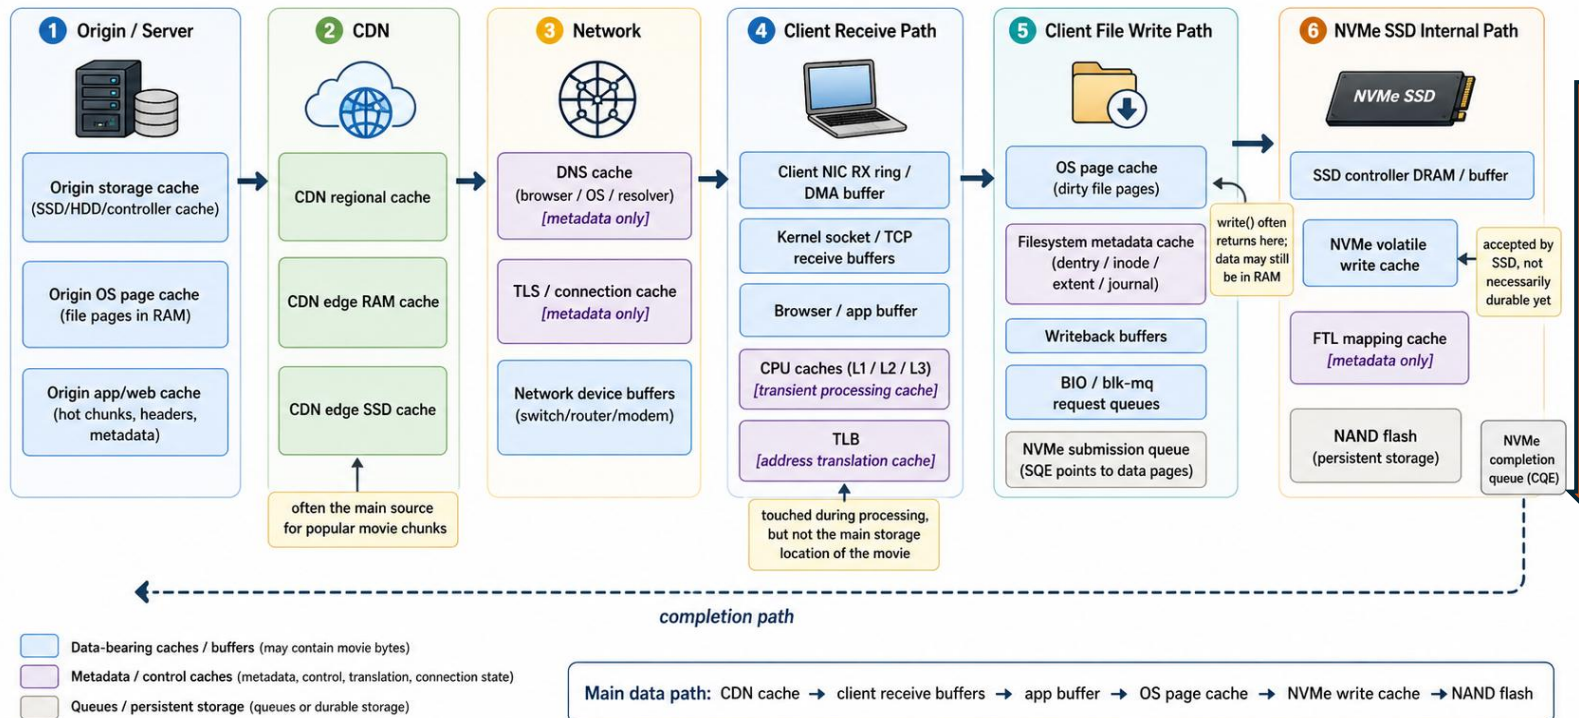 1 Origin / Server
Origin storage cache
(SSD/HDD/controller cache)
Origin OS page cache
(file pages in RAM)
Origin app/web cache
(hot chunks, headers,
metadata)
2 CDN
CDN regional cache
CDN edge RAM cache
CDN edge SSD cache
often the main source
for popular movie chunks
3 Network
DNS cache
(browser / OS / resolver)
[metadata only]
TLS / connection cache
[metadata only]
Network device buffers
(switch/router/modem)
4 Client Receive Path
Client NIC RX ring /
DMA buffer
Kernel socket / TCP
receive buffers
Browser / app buffer
CPU caches (L1 / L2 / L3)
[transient processing cache]
TLB
[address translation cache]
touched during processing,
but not the main storage
location of the movie
5 Client File Write Path
OS page cache
(dirty file pages)
write() often
returns here;
data may still
be in RAM
Filesystem metadata cache
(dentry / inode /
extent / journal)
Writeback buffers
BIO / blk-mq
request queues
NVMe submission queue
(SQE points to data pages)
6 NVMe SSD Internal Path
NVMe SSD
SSD controller DRAM / buffer
NVMe volatile
write cache
accepted by
SSD, not
necessarily
durable yet
FTL mapping cache
[metadata only]
NAND flash
(persistent storage)
NVMe
completion
queue (CQE)
completion path
Data-bearing caches / buffers (may contain movie bytes)
Metadata / control caches (metadata, control, translation, connection state)
Queues / persistent storage (queues or durable storage)
Main data path: CDN cache → client receive buffers → app buffer → OS page cache → NVMe write cache → NAND flash